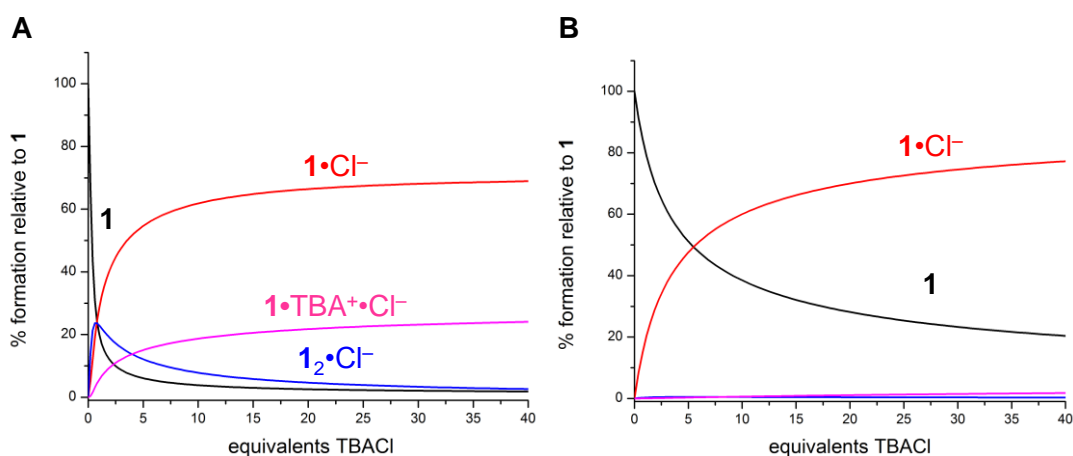 A
% formation relative to 1
100
80
60
40
20
0
1
1•Cl⁻
1•TBA⁺•Cl⁻
1₂•Cl⁻
0 5 10 15 20 25 30 35 40
equivalents TBACl
B
% formation relative to 1
100
80
60
40
20
0
1•Cl⁻
1
0 5 10 15 20 25 30 35 40
equivalents TBACl